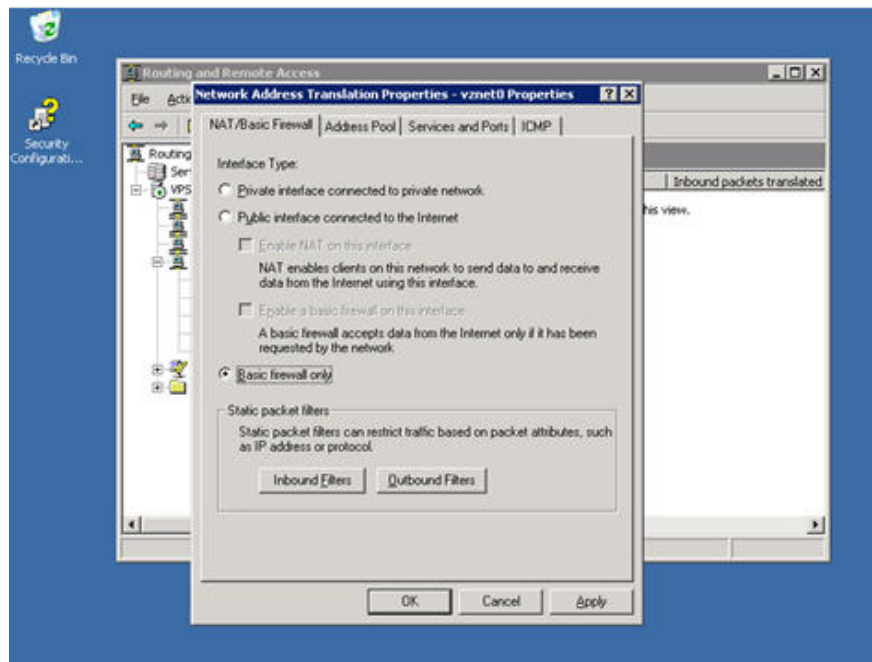 Recycle Bin
Security
Configurati...
Routing and Remote Access
File
Network Address Translation Properties - vznet0 Properties
NAT/Basic Firewall
Address Pool
Services and Ports
ICMP
Routing
VPS
Inbound packets translated
his view.
Interface Type:
Private interface connected to private network
Public interface connected to the Internet
Enable NAT on this interface
NAT enables clients on this network to send data to and receive
data from the Internet using this interface.
Enable a basic firewall on this interface
A basic firewall accepts data from the Internet only if it has been
requested by the network
Basic firewall only
Static packet filters
Static packet filters can restrict traffic based on packet attributes, such
as IP address or protocol.
Inbound Filters
Outbound Filters
OK
Cancel
Apply